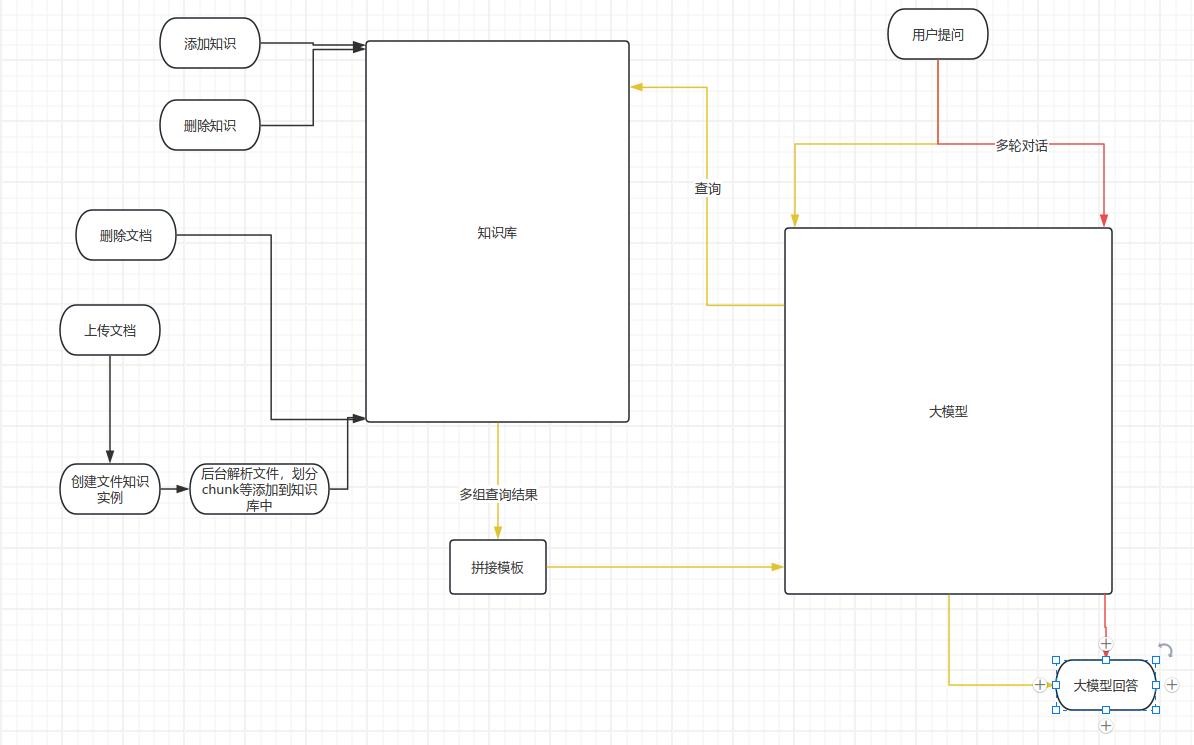 添加知识
用户提问
删除知识
多轮对话
查询
知识库
删除文档
上传文档
大模型
创建文件知识
实例
后台解析文件，划分
chunk等添加到知识
库中
多组查询结果
拼接模板
大模型回答